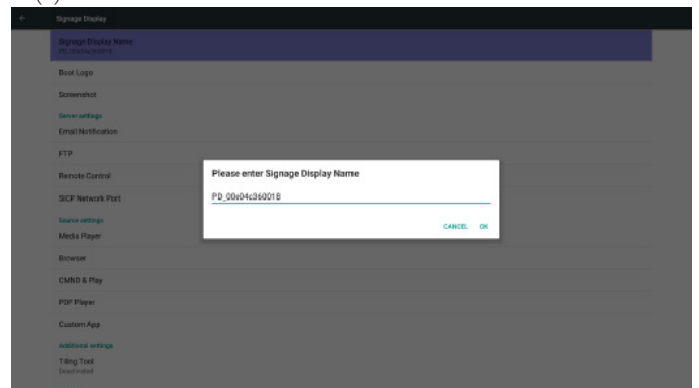 Signage Display
Signage Display Name
Boot Logo
Screenshot
Server settings
Email Notification
FTP
Remote Control
SICP Network Port
Source settings
Media Player
Browser
CMND & Play
PDF Player
Custom App
Additional settings
Tiling Tool
Deactivated
Please enter Signage Display Name
PD_00e04c360018
CANCEL OK